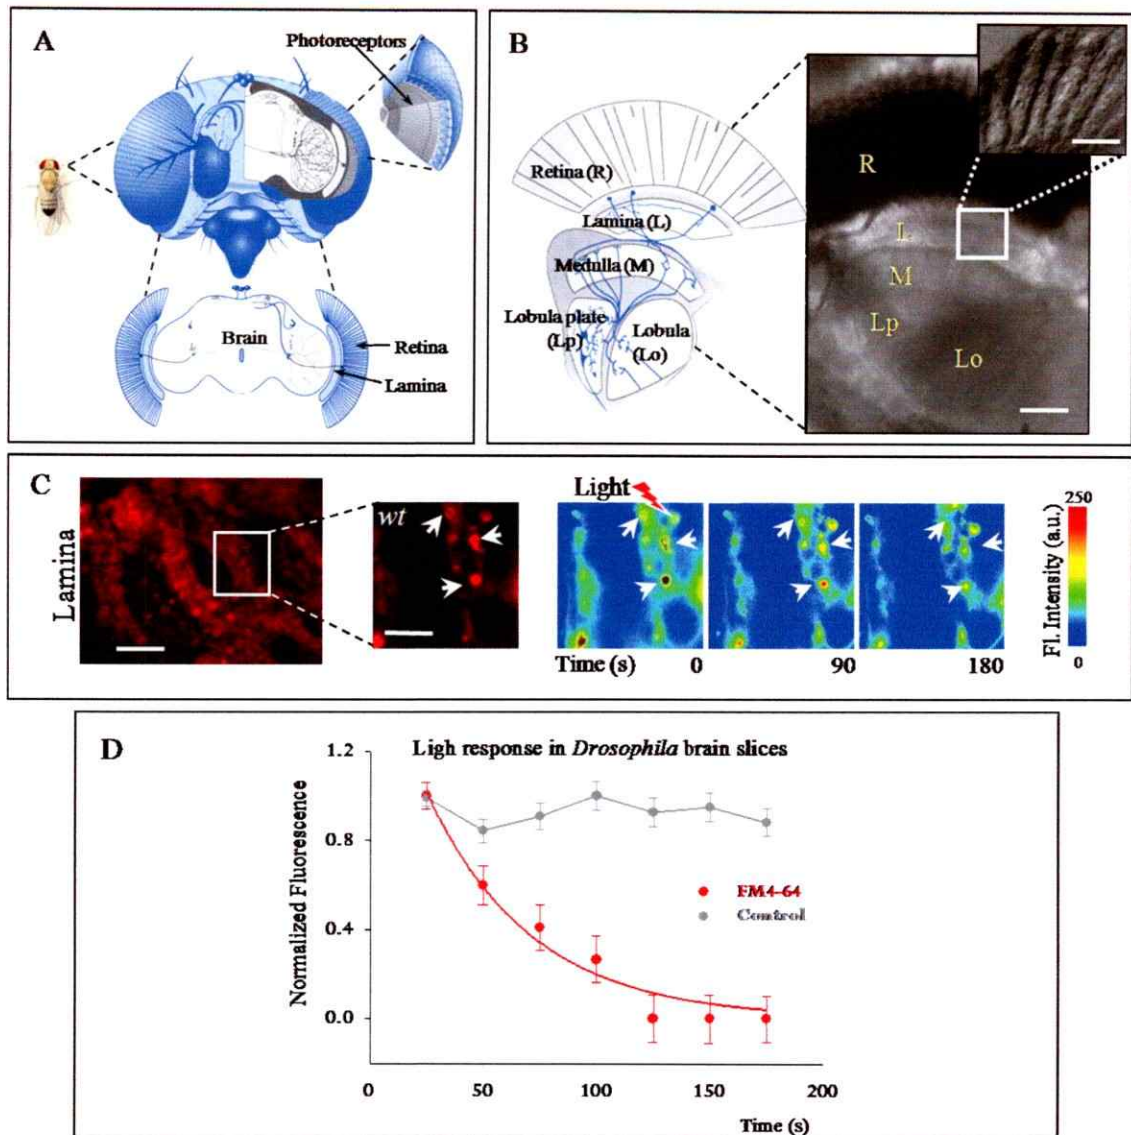 A
Photoreceptors
Brain
Retina
Lamina
B
Retina (R)
Lamina (L)
Medulla (M)
Lobula plate
(Lp)
Lobula
(Lo)
R
L
M
Lp
Lo
C
Lamina
wt
Light
Time (s)
0
90
180
250
Fl. Intensity (a.u.)
0
D
Ligh response in Drosophila brain slices
Normalized Fluorescence
1.2
0.8
0.4
0.0
FM4-64
Control
0
50
100
150
200
Time (s)